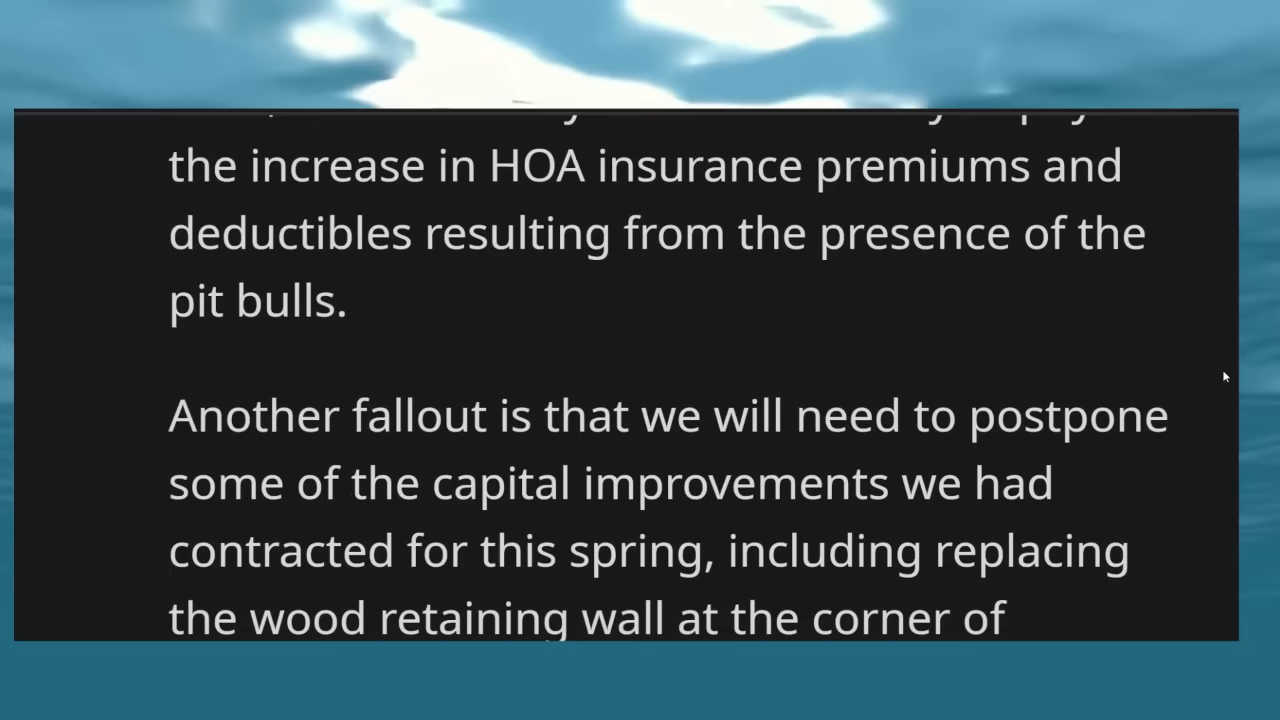 the increase in HOA insurance premiums and
deductibles resulting from the presence of the
pit bulls.
Another fallout is that we will need to postpone
some of the capital improvements we had
contracted for this spring, including replacing
the wood retaining wall at the corner of